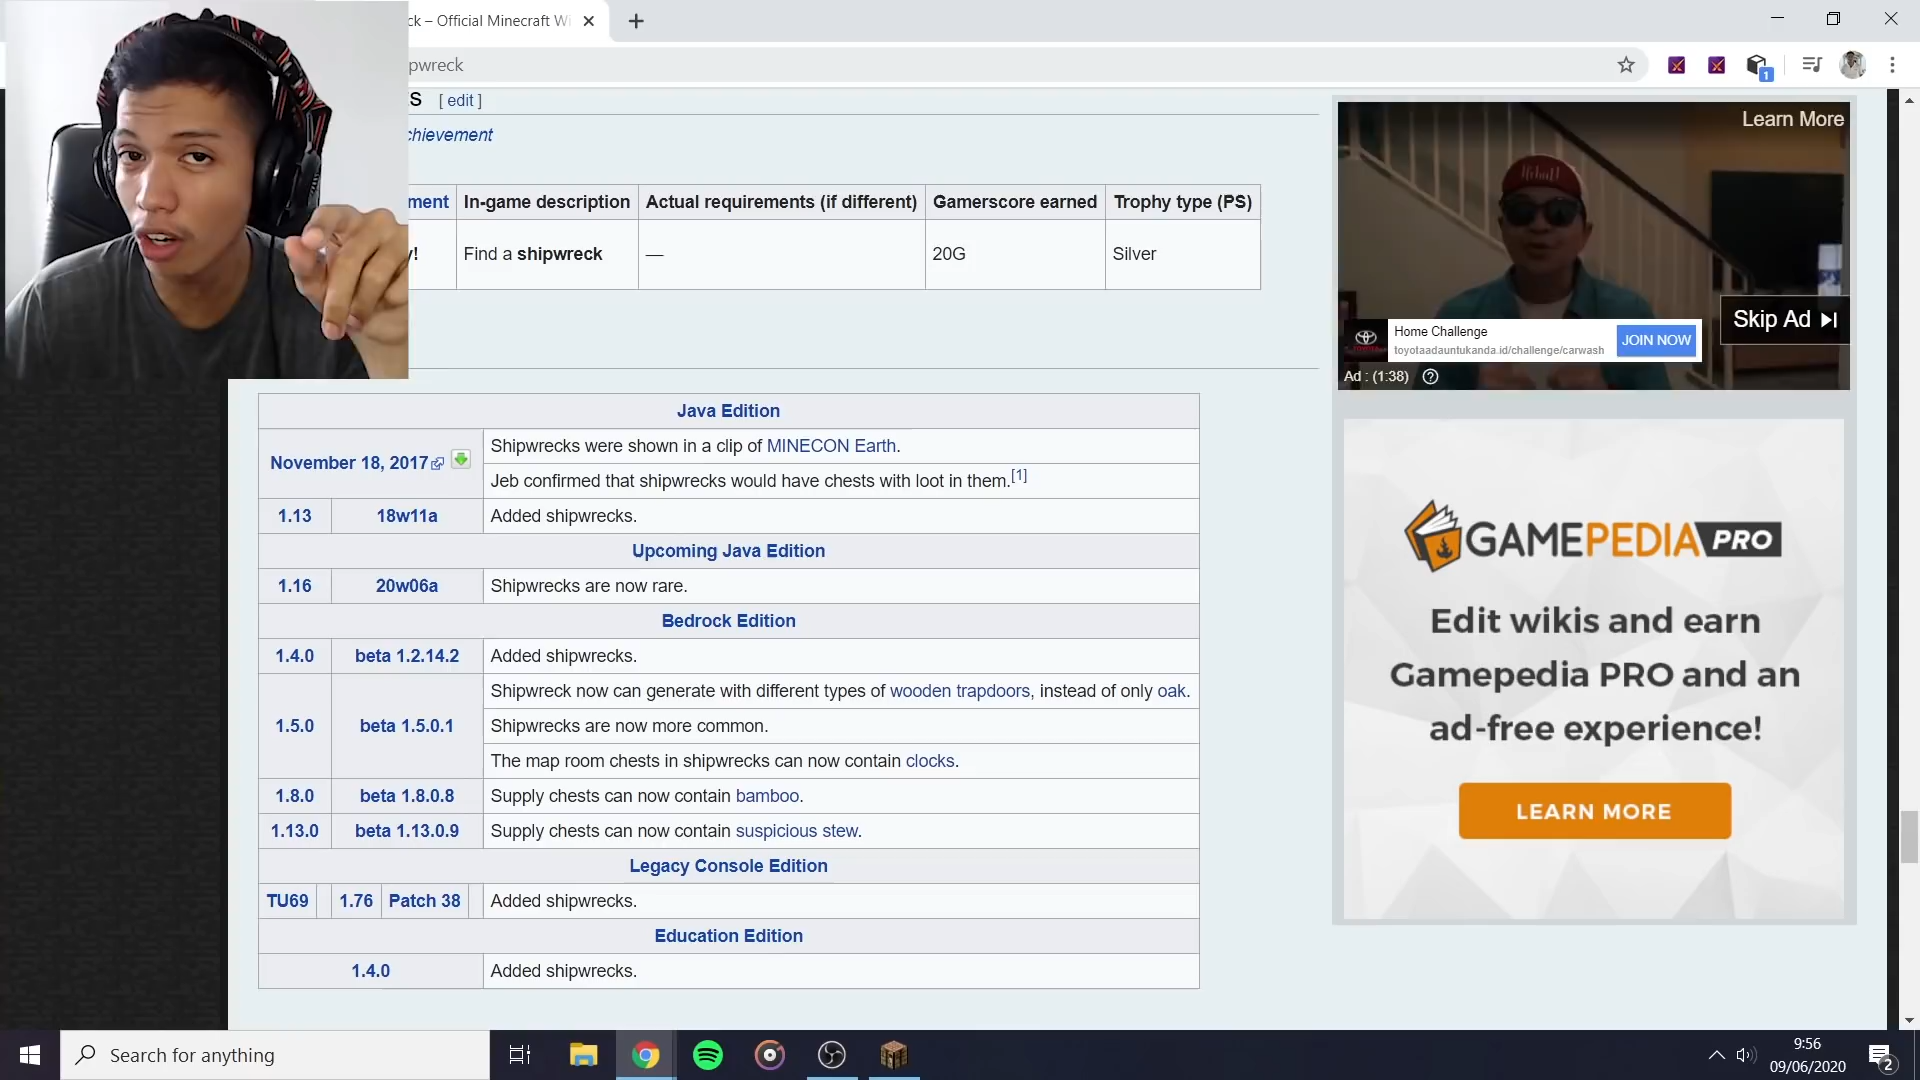 ck – Official Minecraft Wi
pwreck
1
ES [ edit ]
chievement
ment In-game description Actual requirements (if different) Gamerscore earned Trophy type (PS)
y! Find a shipwreck — 20G Silver
Java Edition
November 18, 2017 Shipwrecks were shown in a clip of MINECON Earth.
Jeb confirmed that shipwrecks would have chests with loot in them.[1]
1.13 18w11a Added shipwrecks.
Upcoming Java Edition
1.16 20w06a Shipwrecks are now rare.
Bedrock Edition
1.4.0 beta 1.2.14.2 Added shipwrecks.
1.5.0 beta 1.5.0.1 Shipwreck now can generate with different types of wooden trapdoors, instead of only oak.
Shipwrecks are now more common.
The map room chests in shipwrecks can now contain clocks.
1.8.0 beta 1.8.0.8 Supply chests can now contain bamboo.
1.13.0 beta 1.13.0.9 Supply chests can now contain suspicious stew.
Legacy Console Edition
TU69 1.76 Patch 38 Added shipwrecks.
Education Edition
1.4.0 Added shipwrecks.
Learn More
Skip Ad
Home Challenge
toyotaadauntukanda.id/challenge/carwash
JOIN NOW
Ad : (1:38)
GAMEPEDIA PRO
Edit wikis and earn
Gamepedia PRO and an
ad-free experience!
LEARN MORE
Search for anything
9:56
09/06/2020
2